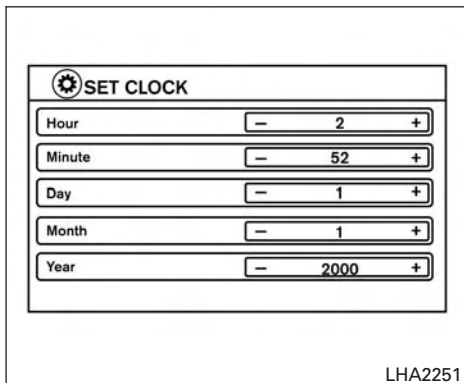 SET CLOCK
Hour – 2 +
Minute – 52 +
Day – 1 +
Month – 1 +
Year – 2000 +
LHA2251